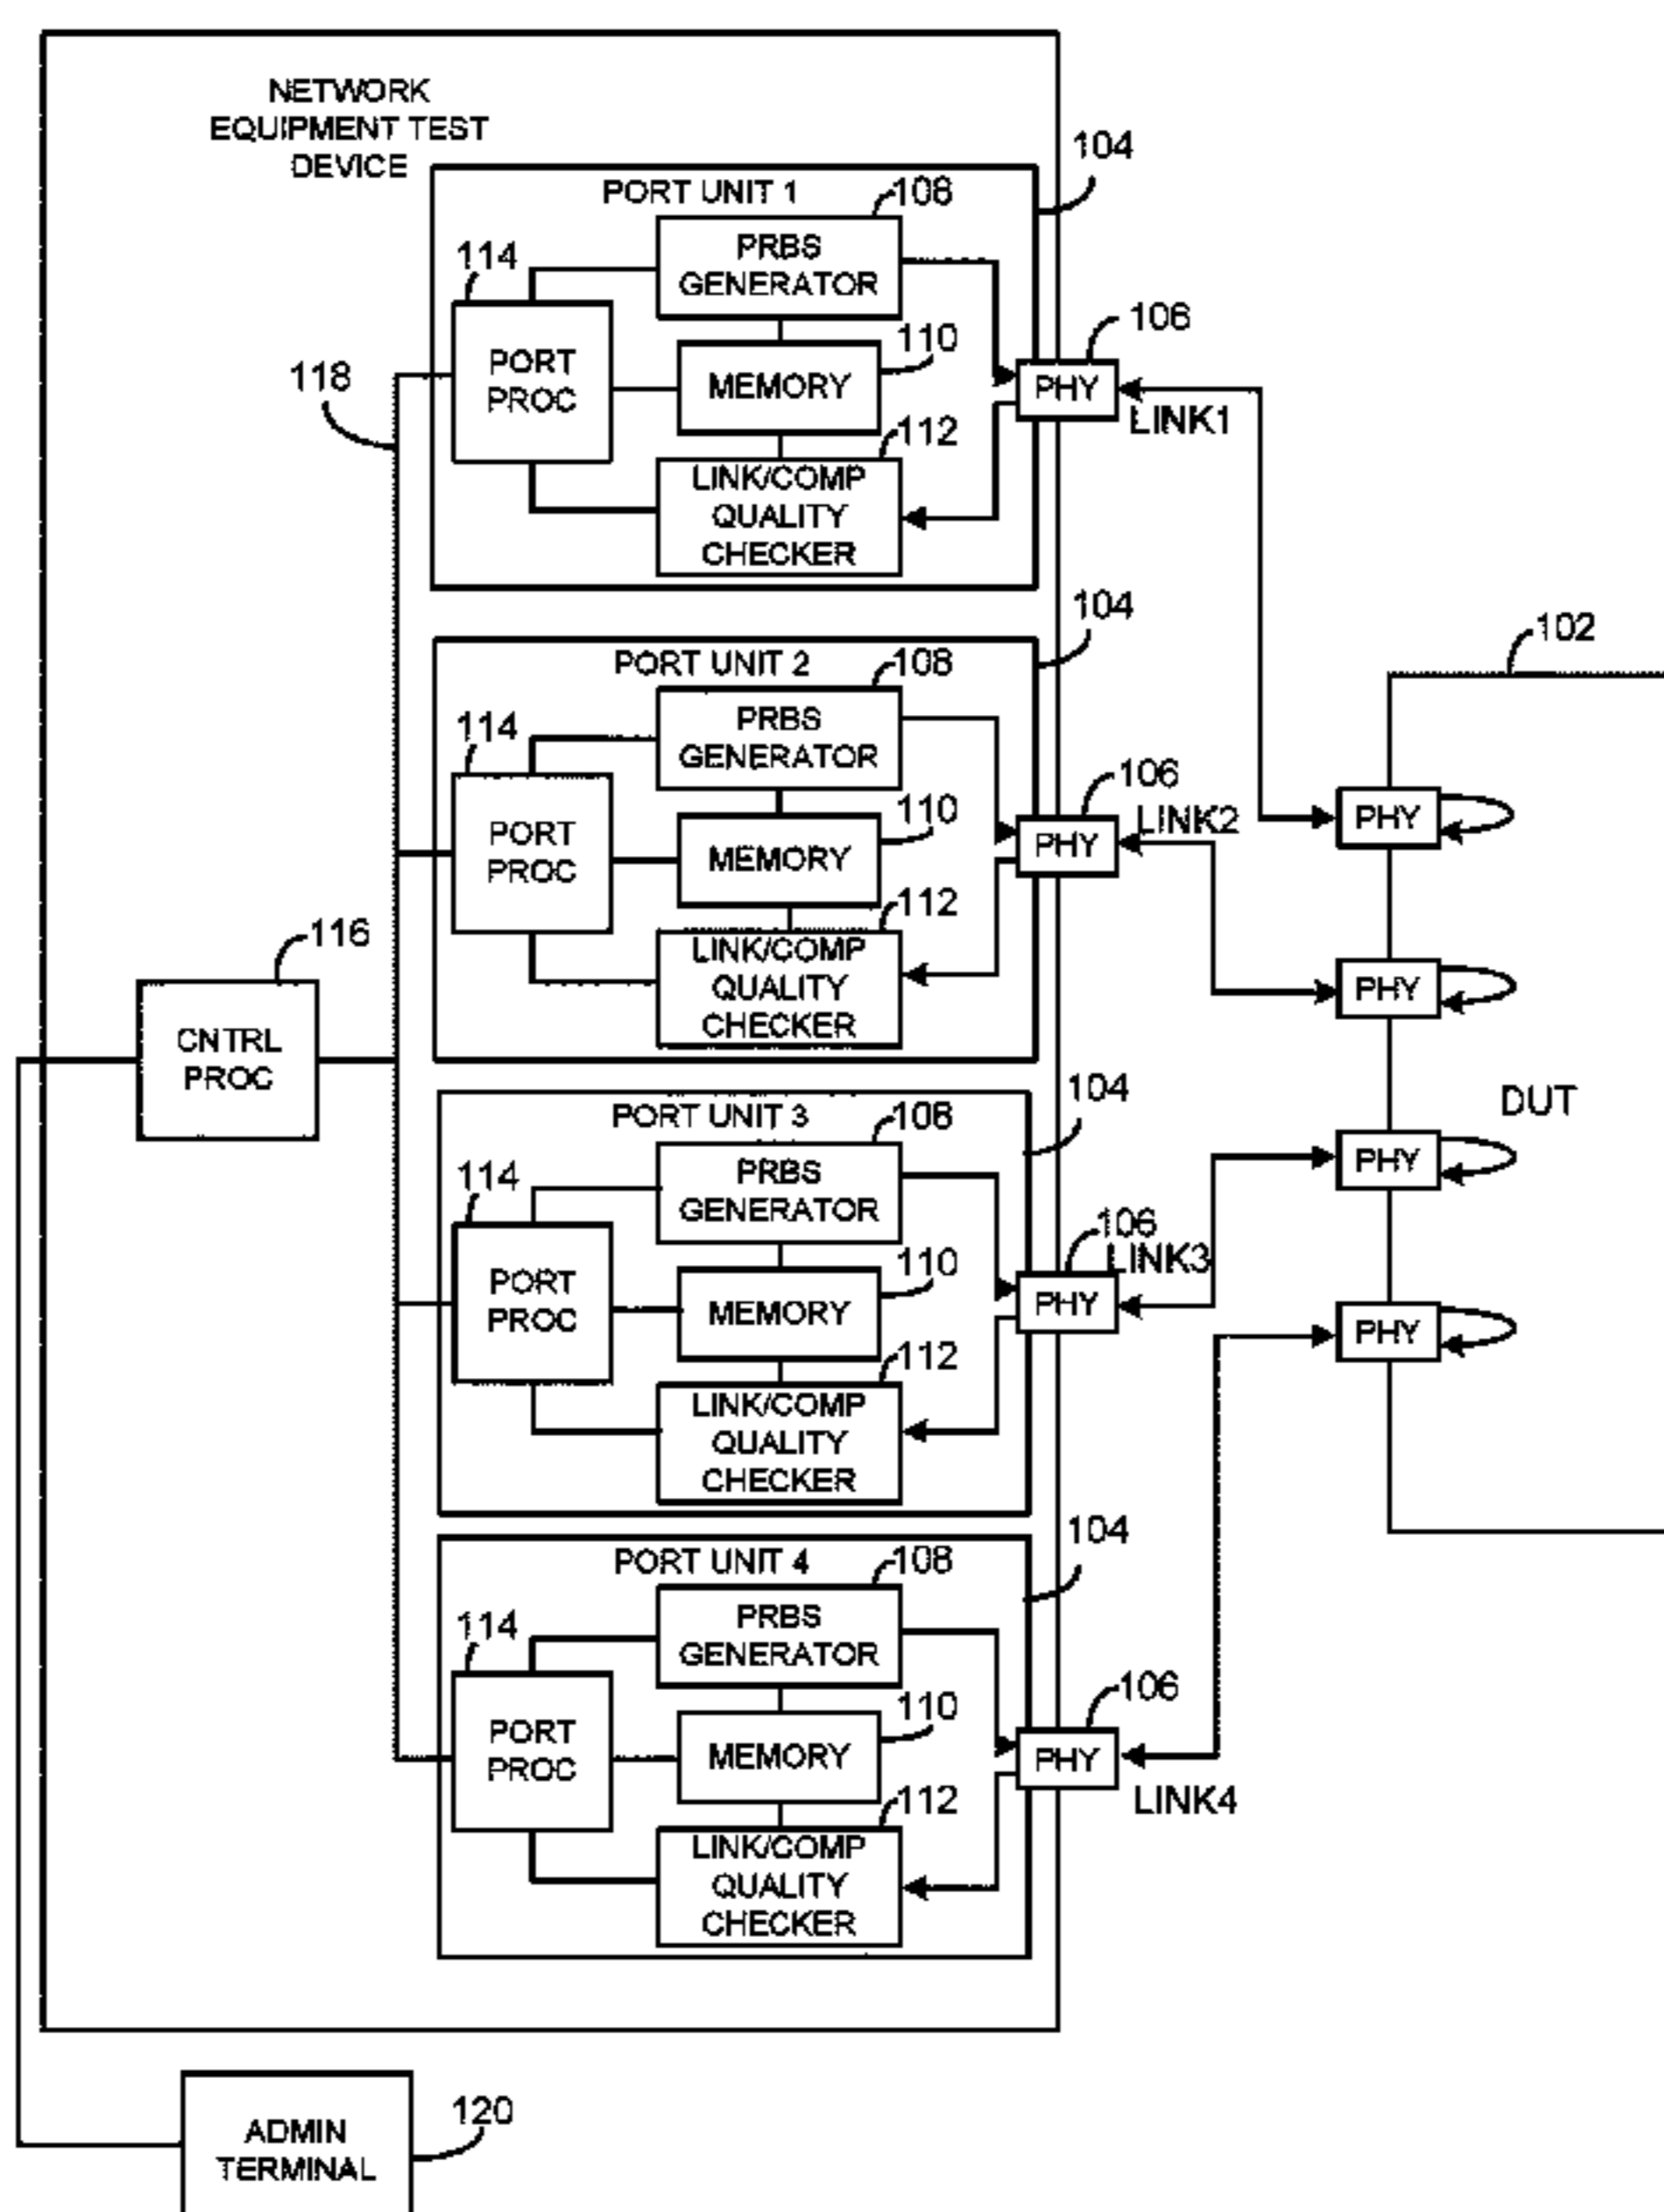 NETWORK
EQUIPMENT TEST
DEVICE
104
PORT UNIT 1
108
PRBS
GENERATOR
114
PORT
PROC
110
MEMORY
106
PHY
LINK1
118
112
LINK/COMP
QUALITY
CHECKER
104
PORT UNIT 2
108
PRBS
GENERATOR
114
PORT
PROC
110
MEMORY
106
PHY
LINK2
112
LINK/COMP
QUALITY
CHECKER
102
PHY
PHY
DUT
PHY
PHY
116
CNTRL
PROC
104
PORT UNIT 3
108
PRBS
GENERATOR
114
PORT
PROC
110
MEMORY
106
PHY
LINK3
112
LINK/COMP
QUALITY
CHECKER
104
PORT UNIT 4
108
PRBS
GENERATOR
114
PORT
PROC
110
MEMORY
106
PHY
LINK4
112
LINK/COMP
QUALITY
CHECKER
ADMIN
TERMINAL
120